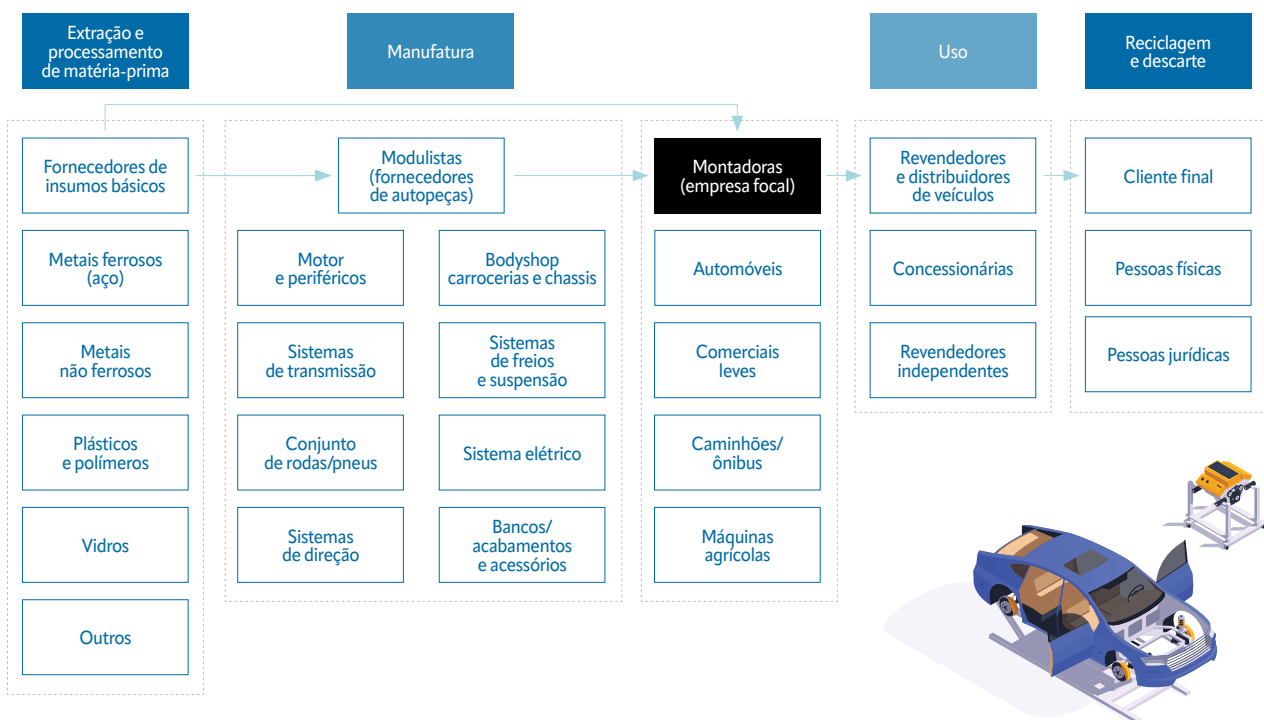 Extração e
processamento
de matéria-prima
Manufatura
Uso
Reciclagem
e descarte
Fornecedores de
insumos básicos
Metais ferrosos
(aço)
Metais
não ferrosos
Plásticos
e polímeros
Vidros
Outros
Modulistas
(fornecedores
de autopeças)
Motor
e periféricos
Bodyshop
carrocerias e chassis
Sistemas
de transmissão
Sistemas
de freios
e suspensão
Conjunto
de rodas/pneus
Sistema elétrico
Sistemas
de direção
Bancos/
acabamentos
e acessórios
Montadoras
(empresa focal)
Automóveis
Comerciais
leves
Caminhões/
ônibus
Máquinas
agrícolas
Revendedores
e distribuidores
de veículos
Concessionárias
Revendedores
independentes
Cliente final
Pessoas físicas
Pessoas jurídicas